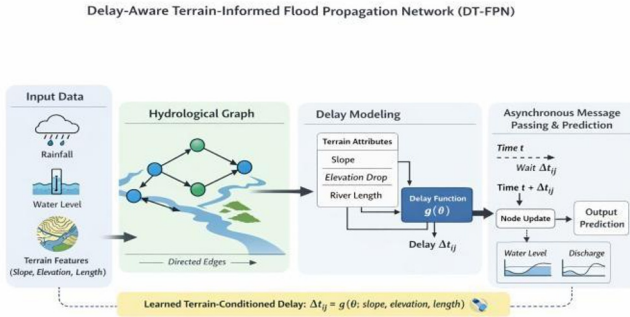 Delay-Aware Terrain-Informed Flood Propagation Network (DT-FPN)
Input Data
Rainfall
Water Level
Terrain Features
(Slope, Elevation, Length)
Hydrological Graph
Directed Edges
Delay Modeling
Terrain Attributes
Slope
Elevation Drop
River Length
Delay Function
g(θ)
Delay Δtij
Asynchronous Message
Passing & Prediction
Time t
Wait Δtij
Time t + Δtij
Node Update
Output
Prediction
Water Level
Discharge
Learned Terrain-Conditioned Delay: Δtij = g(θ; slope, elevation, length)